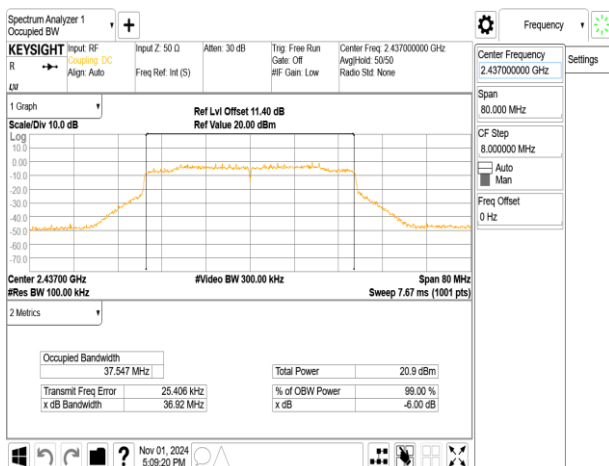 Spectrum Analyzer 1
Occupied BW
Frequency
KEYSIGHT
R
LXI
Input: RF
Coupling: DC
Align: Auto
Input Z: 50 Ω
Freq Ref: Int (S)
Atten: 30 dB
Trig: Free Run
Gate: Off
#IF Gain: Low
Center Freq: 2.437000000 GHz
Avg|Hold: 50/50
Radio Std: None
Center Frequency
2.437000000 GHz
Settings
Span
80.000 MHz
CF Step
8.000000 MHz
Auto
Man
Freq Offset
0 Hz
1 Graph
Scale/Div 10.0 dB
Ref Lvl Offset 11.40 dB
Ref Value 20.00 dBm
Log
10.0
0.00
-10.0
-20.0
-30.0
-40.0
-50.0
-60.0
-70.0
Center 2.43700 GHz
#Video BW 300.00 kHz
Span 80 MHz
#Res BW 100.00 kHz
Sweep 7.67 ms (1001 pts)
2 Metrics
Occupied Bandwidth
37.547 MHz
Total Power 20.9 dBm
Transmit Freq Error 25.406 kHz
% of OBW Power 99.00 %
x dB Bandwidth 36.92 MHz
x dB -6.00 dB
?
Nov 01, 2024
5:09:20 PM